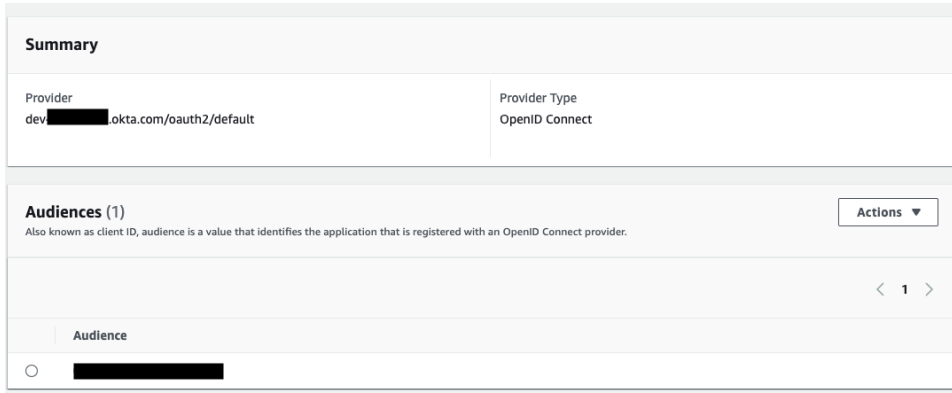 Summary
Provider
Provider Type
dev- .okta.com/oauth2/default
OpenID Connect
Audiences (1)
Actions ▼
Also known as client ID, audience is a value that identifies the application that is registered with an OpenID Connect provider.
< 1 >
Audience